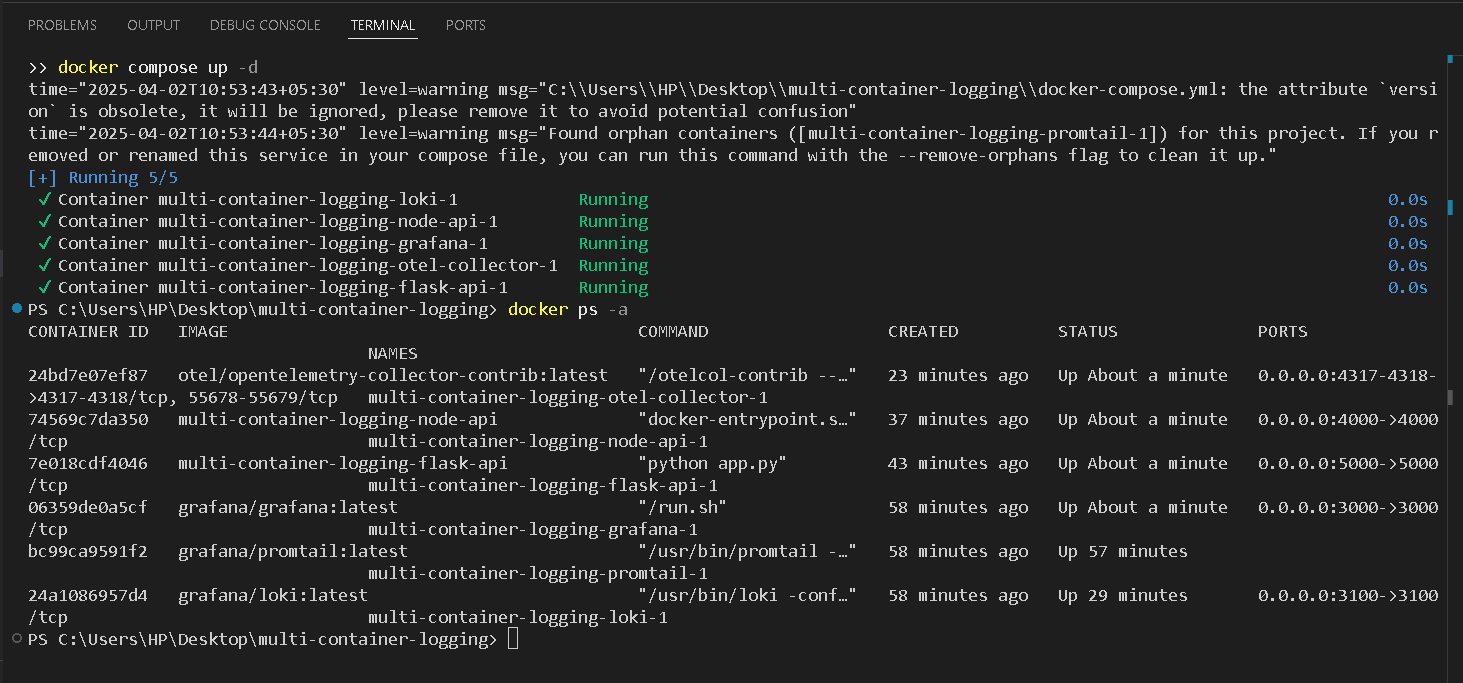 PROBLEMS OUTPUT DEBUG CONSOLE TERMINAL PORTS
>> docker compose up -d
time="2025-04-02T10:53:43+05:30" level=warning msg="C:\\Users\\HP\\Desktop\\multi-container-logging\\docker-compose.yml: the attribute `versi
on` is obsolete, it will be ignored, please remove it to avoid potential confusion"
time="2025-04-02T10:53:44+05:30" level=warning msg="Found orphan containers ([multi-container-logging-promtail-1]) for this project. If you r
emoved or renamed this service in your compose file, you can run this command with the --remove-orphans flag to clean it up."
[+] Running 5/5
✓ Container multi-container-logging-loki-1 Running 0.0s
✓ Container multi-container-logging-node-api-1 Running 0.0s
✓ Container multi-container-logging-grafana-1 Running 0.0s
✓ Container multi-container-logging-otel-collector-1 Running 0.0s
✓ Container multi-container-logging-flask-api-1 Running 0.0s
PS C:\Users\HP\Desktop\multi-container-logging> docker ps -a
CONTAINER ID IMAGE COMMAND CREATED STATUS PORTS
NAMES
24bd7e07ef87 otel/opentelemetry-collector-contrib:latest "/otelcol-contrib --…" 23 minutes ago Up About a minute 0.0.0.0:4317-4318-
>4317-4318/tcp, 55678-55679/tcp multi-container-logging-otel-collector-1
74569c7da350 multi-container-logging-node-api "docker-entrypoint.s…" 37 minutes ago Up About a minute 0.0.0.0:4000->4000
/tcp multi-container-logging-node-api-1
7e018cdf4046 multi-container-logging-flask-api "python app.py" 43 minutes ago Up About a minute 0.0.0.0:5000->5000
/tcp multi-container-logging-flask-api-1
06359de0a5cf grafana/grafana:latest "/run.sh" 58 minutes ago Up About a minute 0.0.0.0:3000->3000
/tcp multi-container-logging-grafana-1
bc99ca9591f2 grafana/promtail:latest "/usr/bin/promtail -…" 58 minutes ago Up 57 minutes
multi-container-logging-promtail-1
24a1086957d4 grafana/loki:latest "/usr/bin/loki -conf…" 58 minutes ago Up 29 minutes 0.0.0.0:3100->3100
/tcp multi-container-logging-loki-1
PS C:\Users\HP\Desktop\multi-container-logging>